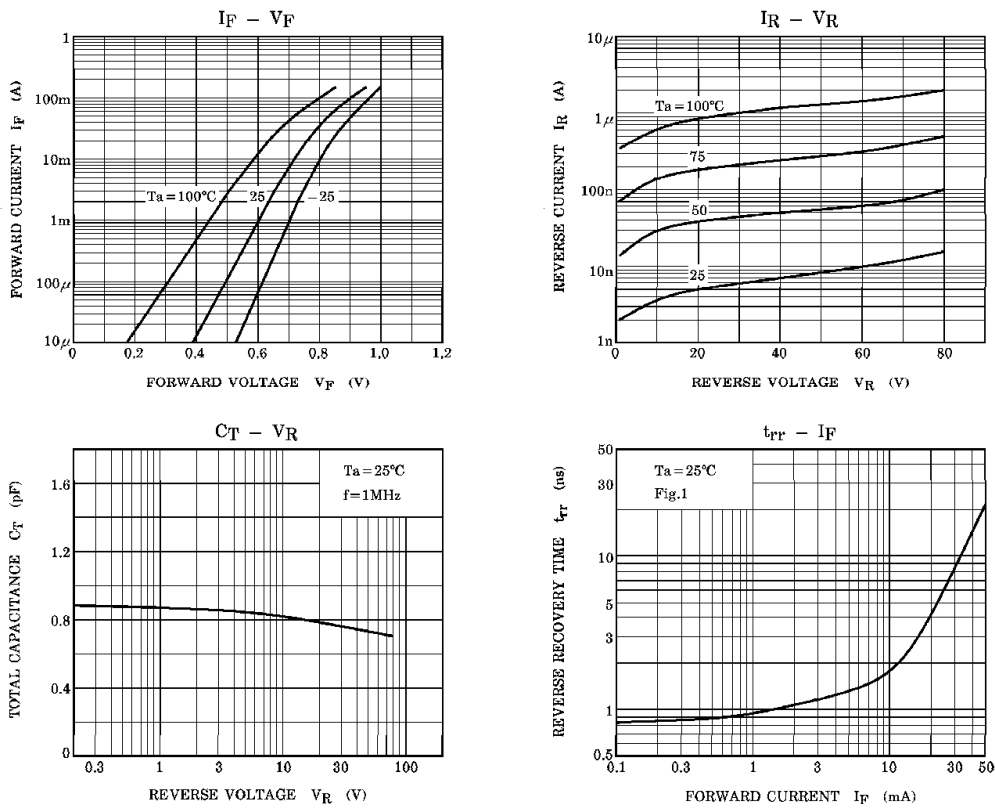 IF – VF
1
100m
10m
1m
100μ
10μ
FORWARD CURRENT IF (A)
Ta=100℃
25
−25
0
0.2
0.4
0.6
0.8
1.0
1.2
FORWARD VOLTAGE VF (V)
IR – VR
10μ
1μ
100n
10n
1n
REVERSE CURRENT IR (A)
Ta=100℃
75
50
25
0
20
40
60
80
REVERSE VOLTAGE VR (V)
CT – VR
1.6
1.2
0.8
0.4
0
TOTAL CAPACITANCE CT (pF)
Ta=25℃
f=1MHz
0.3
1
3
10
30
100
REVERSE VOLTAGE VR (V)
trr – IF
50
30
10
5
3
1
0.5
REVERSE RECOVERY TIME trr (ns)
Ta=25℃
Fig.1
0.1
1
3
10
30
50
FORWARD CURRENT IF (mA)